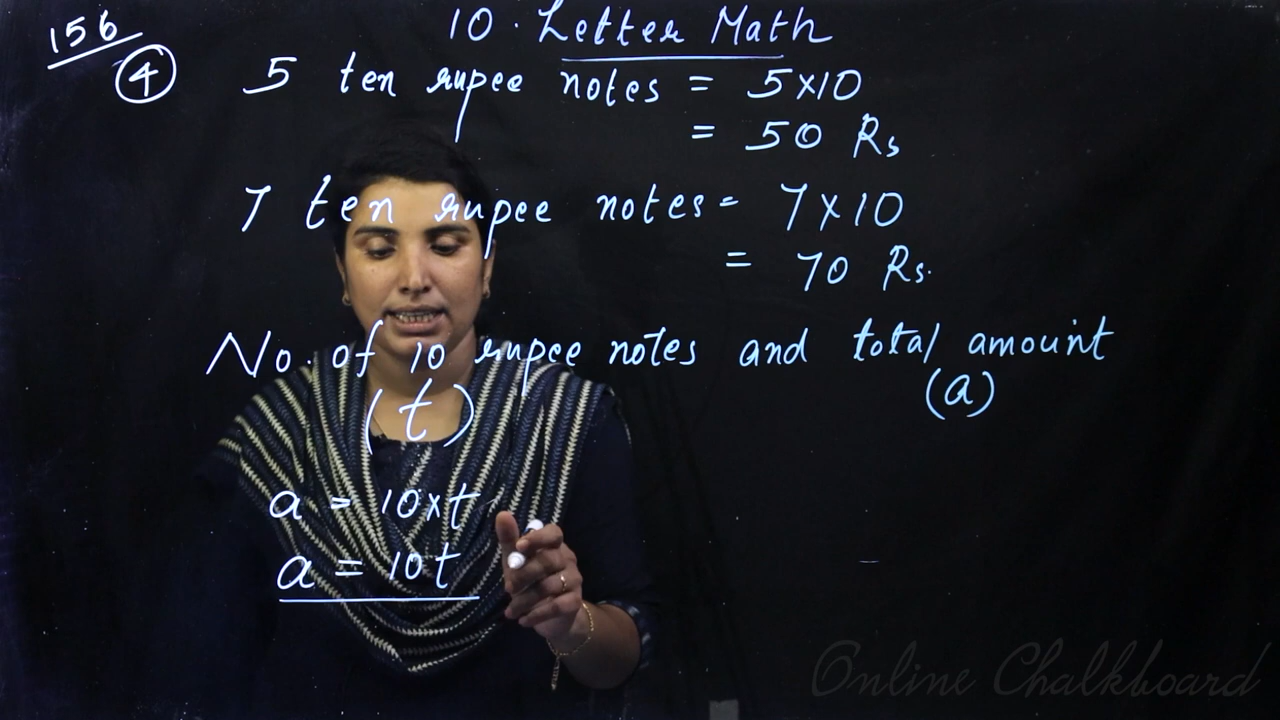 156
10. Letter Math
④ 5 ten rupee notes = 5×10
= 50 Rs
7 ten rupee notes = 7×10
= 70 Rs.
No. of 10 rupee notes and total amount
(t) (a)
a = 10×t
a = 10t
Online Chalkboard